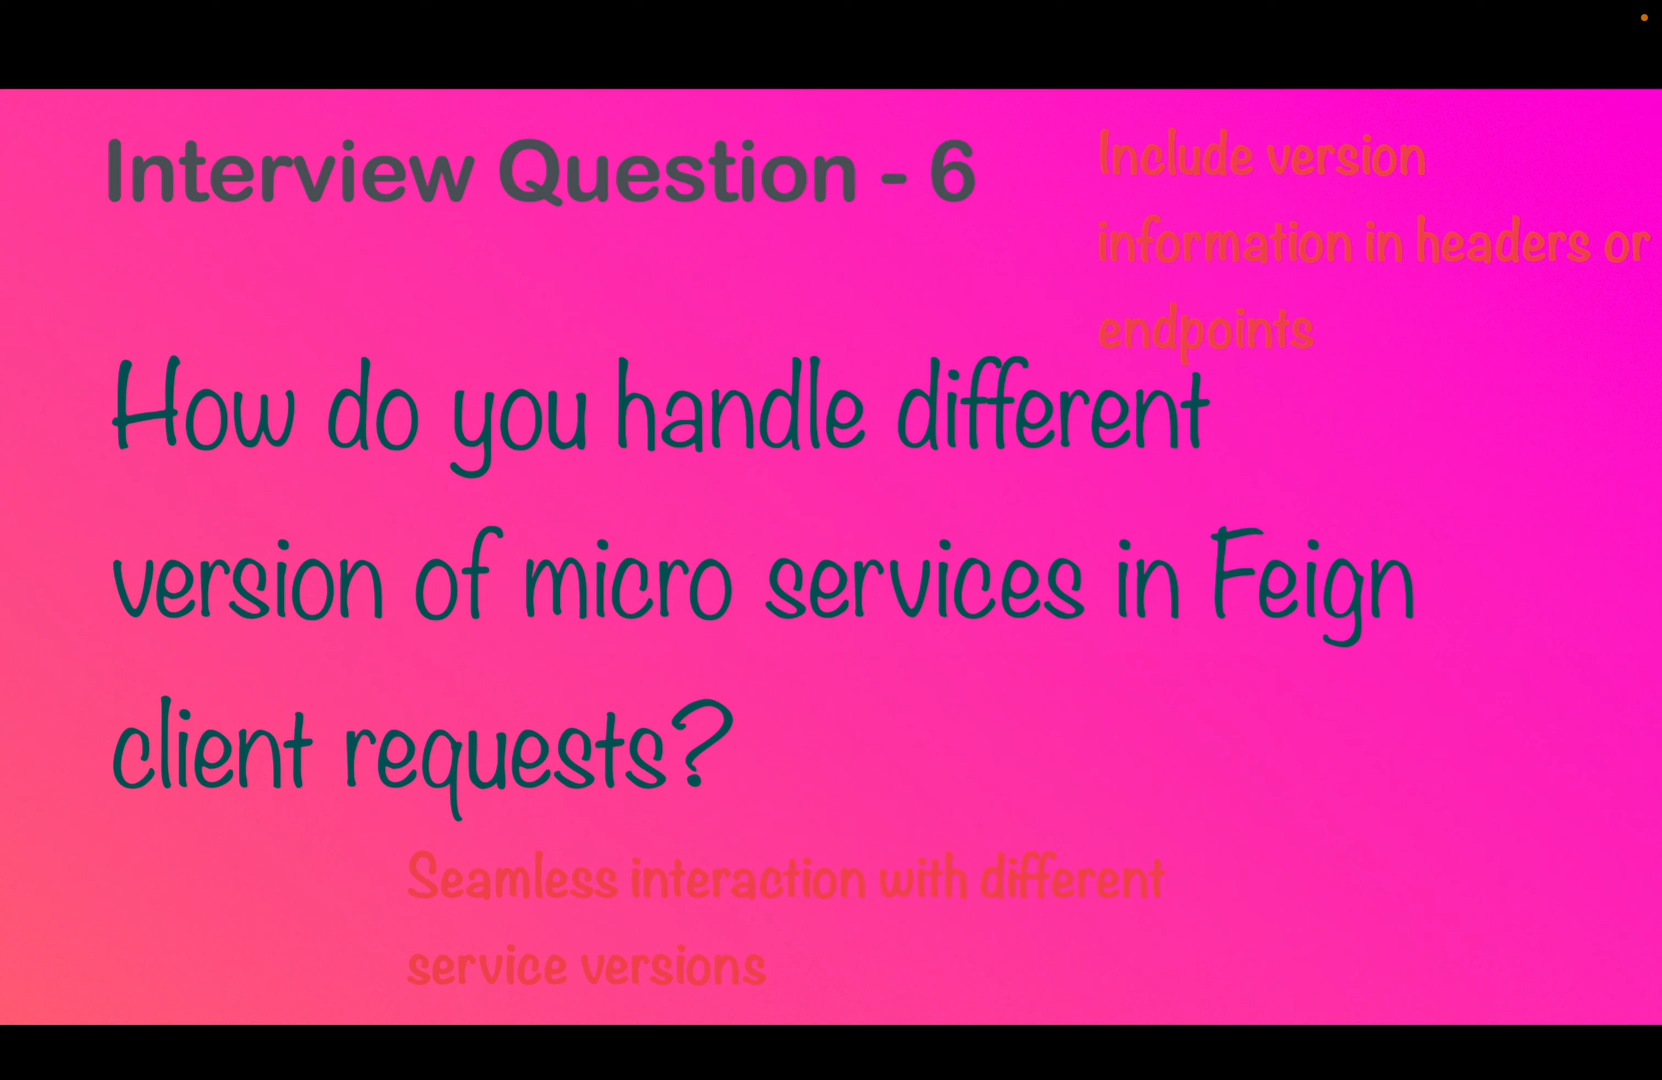 Interview Question - 6
Include version
information in headers or
endpoints
How do you handle different
version of micro services in Feign
client requests?
Seamless interaction with different
service versions